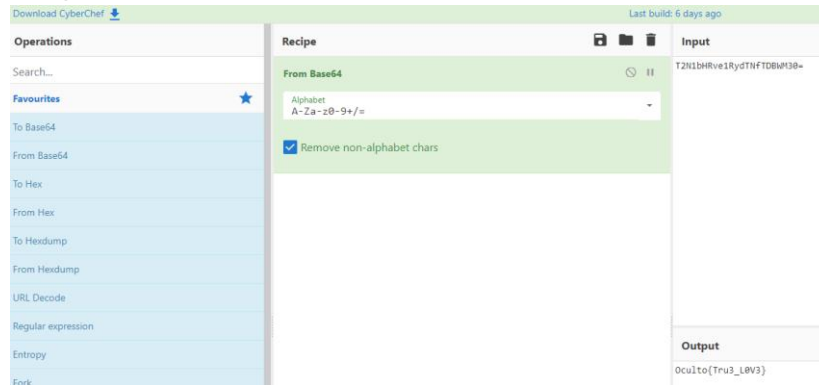 Download CyberChef
Last build: 6 days ago
Operations
Search...
Favourites
To Base64
From Base64
To Hex
From Hex
To Hexdump
From Hexdump
URL Decode
Regular expression
Entropy
Fork
Recipe
From Base64
Alphabet
A-Za-z0-9+/=
Remove non-alphabet chars
Input
T2N1bHRve1RydTNfTDBWM30=
Output
Oculto{Tru3_L0V3}